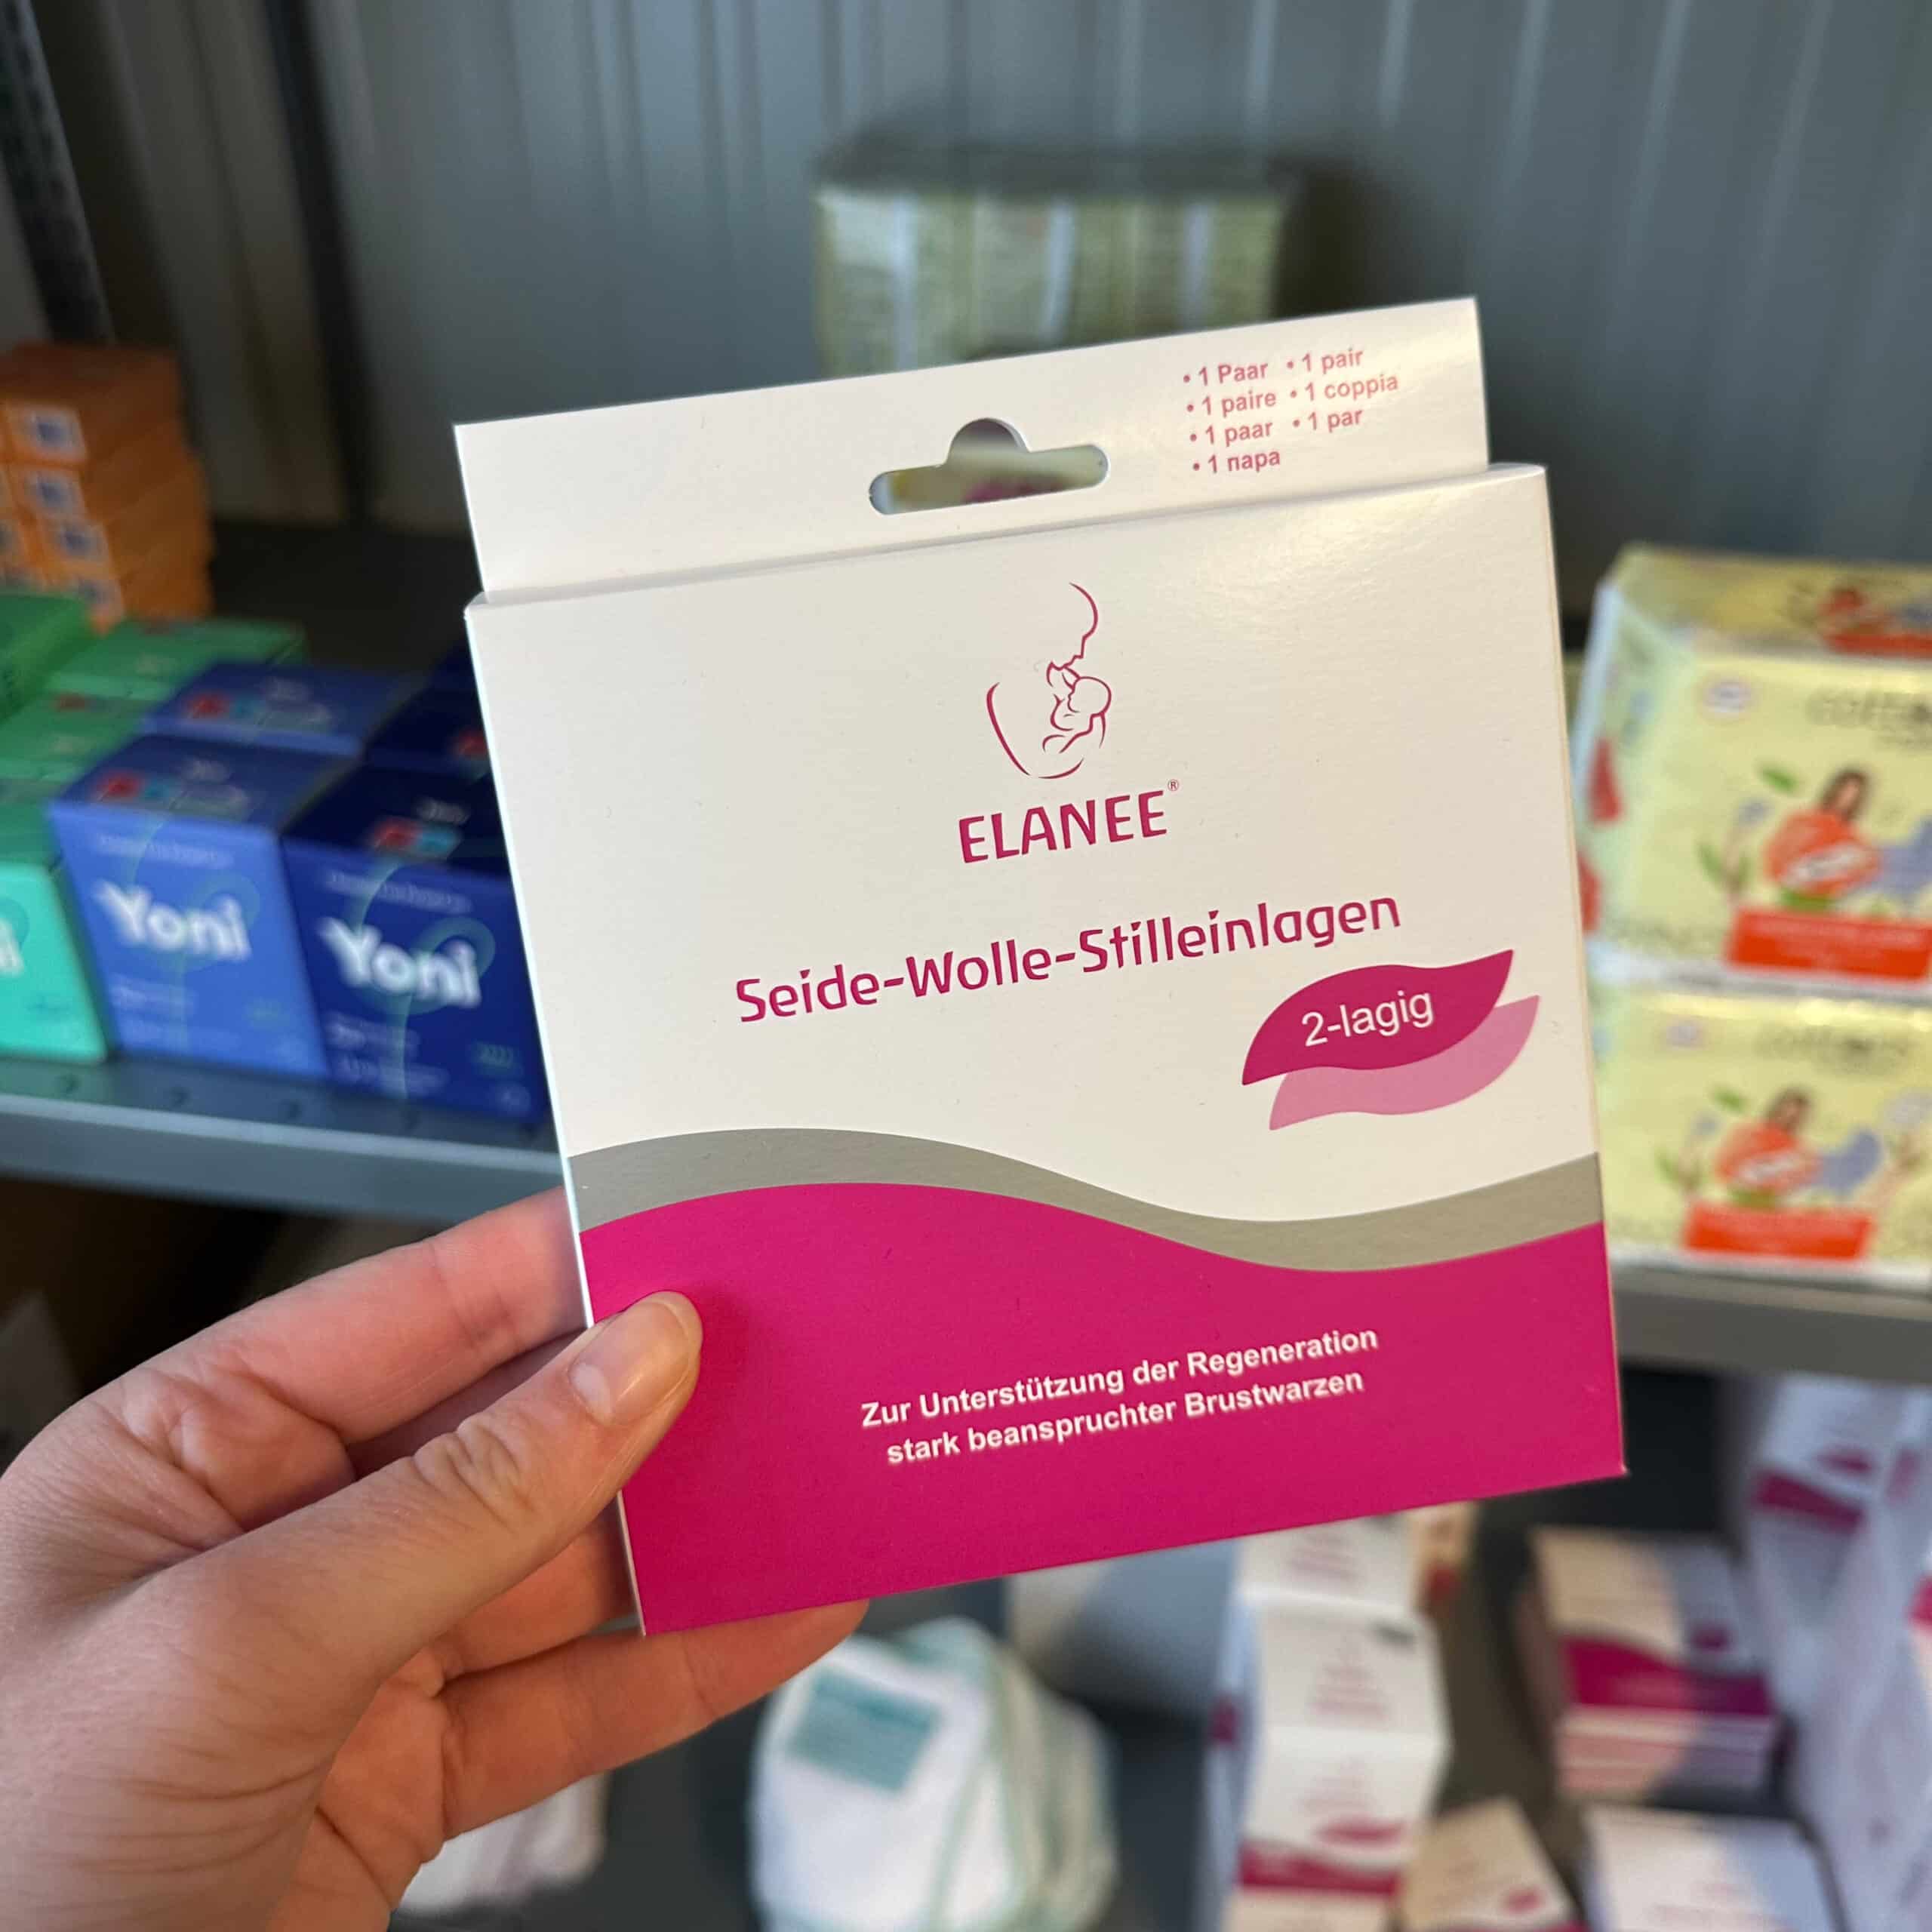 • 1 Paar • 1 pair
• 1 paire • 1 coppia
• 1 paar • 1 par
• 1 пара
ELANEE®
Seide-Wolle-Stilleinlagen
2-lagig
Zur Unterstützung der Regeneration
stark beanspruchter Brustwarzen
Yoni
Yoni